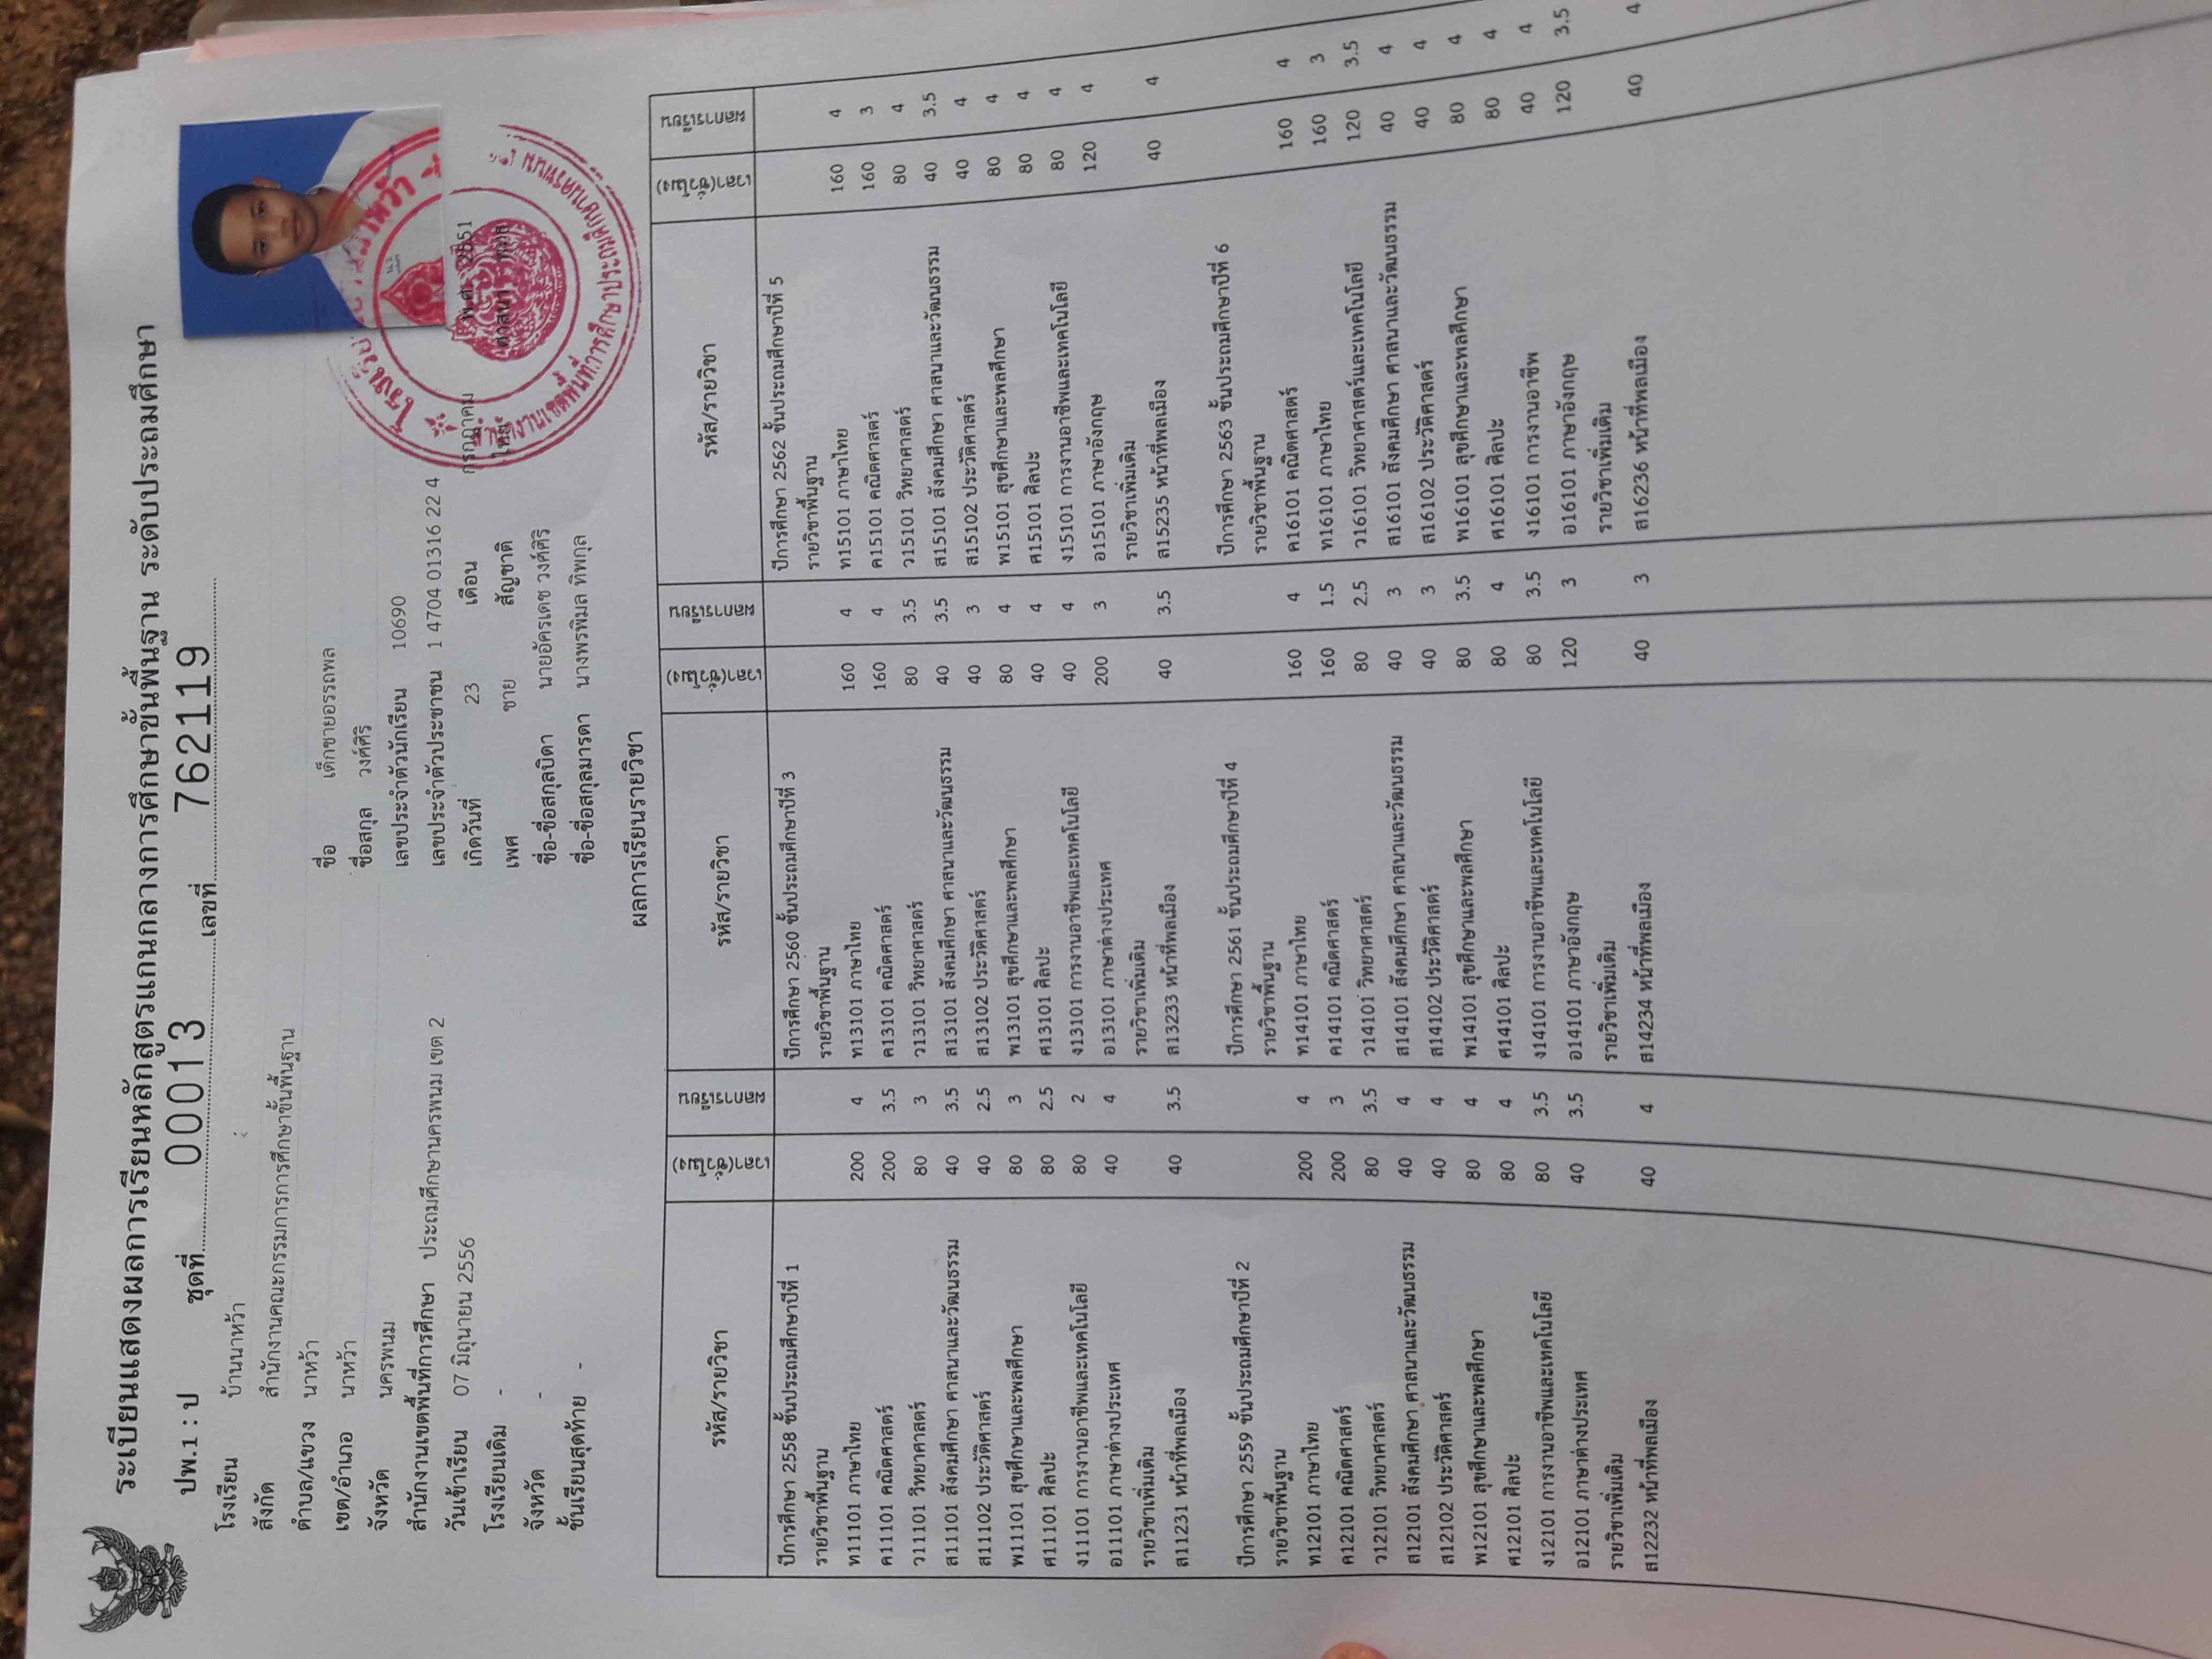 ระเบียนแสดงผลการเรียนหลักสูตรแกนกลางการศึกษาขั้นพื้นฐาน ระดับประถมศึกษา
ปพ.1 : ป ชุดที่ 00013 เลขที่ 762119
โรงเรียน บ้านนาหว้า
สังกัด สำนักงานคณะกรรมการการศึกษาขั้นพื้นฐาน
ตำบล/แขวง นาหว้า
เขต/อำเภอ นาหว้า
จังหวัด นครพนม
สำนักงานเขตพื้นที่การศึกษา ประถมศึกษานครพนม เขต 2
วันเข้าเรียน 07 มิถุนายน 2556
โรงเรียนเดิม -
จังหวัด -
ชั้นเรียนสุดท้าย -
ชื่อ เด็กชายอรรถพล
ชื่อสกุล วงศ์ศิริ
เลขประจำตัวนักเรียน 10690
เลขประจำตัวประชาชน 1 4704 01316 22 4
เกิดวันที่ 23 เดือน กรกฎาคม พ.ศ. 2551
เพศ ชาย สัญชาติ ไทย ศาสนา พุทธ
ชื่อ-ชื่อสกุลบิดา นายอัครเดช วงศ์ศิริ
ชื่อ-ชื่อสกุลมารดา นางพรพิมล ทิพกุล
ผลการเรียนรายวิชา
รหัส/รายวิชา เวลา(ชั่วโมง) ผลการเรียน
ปีการศึกษา 2558 ชั้นประถมศึกษาปีที่ 1
รายวิชาพื้นฐาน
ท11101 ภาษาไทย 200 4
ค11101 คณิตศาสตร์ 200 3.5
ว11101 วิทยาศาสตร์ 80 3
ส11101 สังคมศึกษา ศาสนาและวัฒนธรรม 40 3.5
ส11102 ประวัติศาสตร์ 40 2.5
พ11101 สุขศึกษาและพลศึกษา 80 3
ศ11101 ศิลปะ 80 2.5
ง11101 การงานอาชีพและเทคโนโลยี 80 2
อ11101 ภาษาต่างประเทศ 40 4
รายวิชาเพิ่มเติม
ส11231 หน้าที่พลเมือง 40 3.5
ปีการศึกษา 2559 ชั้นประถมศึกษาปีที่ 2
รายวิชาพื้นฐาน
ท12101 ภาษาไทย 200 4
ค12101 คณิตศาสตร์ 200 3
ว12101 วิทยาศาสตร์ 80 3.5
ส12101 สังคมศึกษา ศาสนาและวัฒนธรรม 40 4
ส12102 ประวัติศาสตร์ 40 4
พ12101 สุขศึกษาและพลศึกษา 80 4
ศ12101 ศิลปะ 80 4
ง12101 การงานอาชีพและเทคโนโลยี 80 3.5
อ12101 ภาษาต่างประเทศ 40 3.5
รายวิชาเพิ่มเติม
ส12232 หน้าที่พลเมือง 40 4
รหัส/รายวิชา เวลา(ชั่วโมง) ผลการเรียน
ปีการศึกษา 2560 ชั้นประถมศึกษาปีที่ 3
รายวิชาพื้นฐาน
ท13101 ภาษาไทย 160 4
ค13101 คณิตศาสตร์ 160 4
ว13101 วิทยาศาสตร์ 80 3.5
ส13101 สังคมศึกษา ศาสนาและวัฒนธรรม 40 3.5
ส13102 ประวัติศาสตร์ 40 3
พ13101 สุขศึกษาและพลศึกษา 80 4
ศ13101 ศิลปะ 40 4
ง13101 การงานอาชีพและเทคโนโลยี 40 4
อ13101 ภาษาต่างประเทศ 200 3
รายวิชาเพิ่มเติม
ส13233 หน้าที่พลเมือง 40 3.5
ปีการศึกษา 2561 ชั้นประถมศึกษาปีที่ 4
รายวิชาพื้นฐาน
ท14101 ภาษาไทย 160 4
ค14101 คณิตศาสตร์ 160 1.5
ว14101 วิทยาศาสตร์ 80 2.5
ส14101 สังคมศึกษา ศาสนาและวัฒนธรรม 40 3
ส14102 ประวัติศาสตร์ 40 3
พ14101 สุขศึกษาและพลศึกษา 80 3.5
ศ14101 ศิลปะ 80 4
ง14101 การงานอาชีพและเทคโนโลยี 80 3.5
อ14101 ภาษาอังกฤษ 120 3
รายวิชาเพิ่มเติม
ส14234 หน้าที่พลเมือง 40 3
รหัส/รายวิชา เวลา(ชั่วโมง) ผลการเรียน
ปีการศึกษา 2562 ชั้นประถมศึกษาปีที่ 5
รายวิชาพื้นฐาน
ท15101 ภาษาไทย 160 4
ค15101 คณิตศาสตร์ 160 3
ว15101 วิทยาศาสตร์ 80 4
ส15101 สังคมศึกษา ศาสนาและวัฒนธรรม 40 3.5
ส15102 ประวัติศาสตร์ 40 4
พ15101 สุขศึกษาและพลศึกษา 80 4
ศ15101 ศิลปะ 80 4
ง15101 การงานอาชีพและเทคโนโลยี 80 4
อ15101 ภาษาอังกฤษ 120 4
รายวิชาเพิ่มเติม
ส15235 หน้าที่พลเมือง 40 4
ปีการศึกษา 2563 ชั้นประถมศึกษาปีที่ 6
รายวิชาพื้นฐาน
ค16101 คณิตศาสตร์ 160 4
ท16101 ภาษาไทย 160 3
ว16101 วิทยาศาสตร์และเทคโนโลยี 120 3.5
ส16101 สังคมศึกษา ศาสนาและวัฒนธรรม 40 4
ส16102 ประวัติศาสตร์ 40 4
พ16101 สุขศึกษาและพลศึกษา 80 4
ศ16101 ศิลปะ 80 4
ง16101 การงานอาชีพ 40 4
อ16101 ภาษาอังกฤษ 120 3.5
รายวิชาเพิ่มเติม
ส16236 หน้าที่พลเมือง 40 4